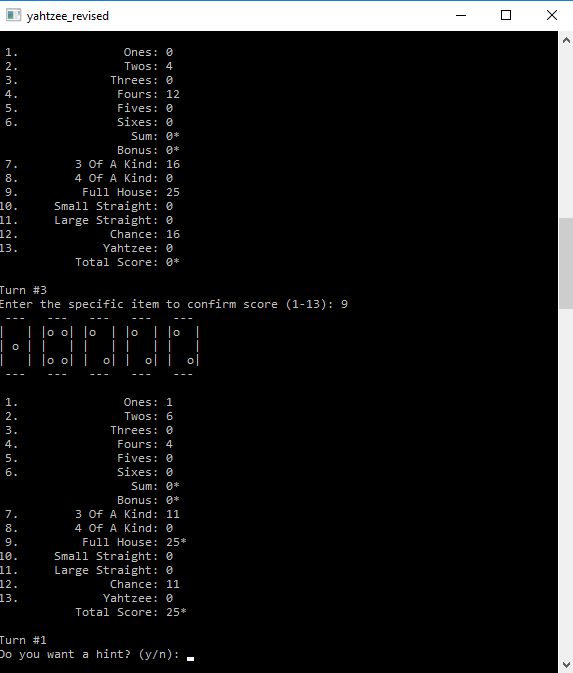 yahtzee_revised
 1.               Ones: 0
 2.               Twos: 4
 3.             Threes: 0
 4.              Fours: 12
 5.              Fives: 0
 6.              Sixes: 0
                   Sum: 0*
                 Bonus: 0*
 7.        3 Of A Kind: 16
 8.        4 Of A Kind: 0
 9.         Full House: 25
10.     Small Straight: 0
11.     Large Straight: 0
12.             Chance: 16
13.            Yahtzee: 0
           Total Score: 0*
Turn #3
Enter the specific item to confirm score (1-13): 9
 ---   ---   ---   ---   ---
|   | |o o| |o  | |o  | |o  |
| o | |   | |   | |   | |   |
|   | |o o| |  o| |  o| |  o|
 ---   ---   ---   ---   ---
 1.               Ones: 1
 2.               Twos: 6
 3.             Threes: 0
 4.              Fours: 4
 5.              Fives: 0
 6.              Sixes: 0
                   Sum: 0*
                 Bonus: 0*
 7.        3 Of A Kind: 11
 8.        4 Of A Kind: 0
 9.         Full House: 25*
10.     Small Straight: 0
11.     Large Straight: 0
12.             Chance: 11
13.            Yahtzee: 0
           Total Score: 25*
Turn #1
Do you want a hint? (y/n):